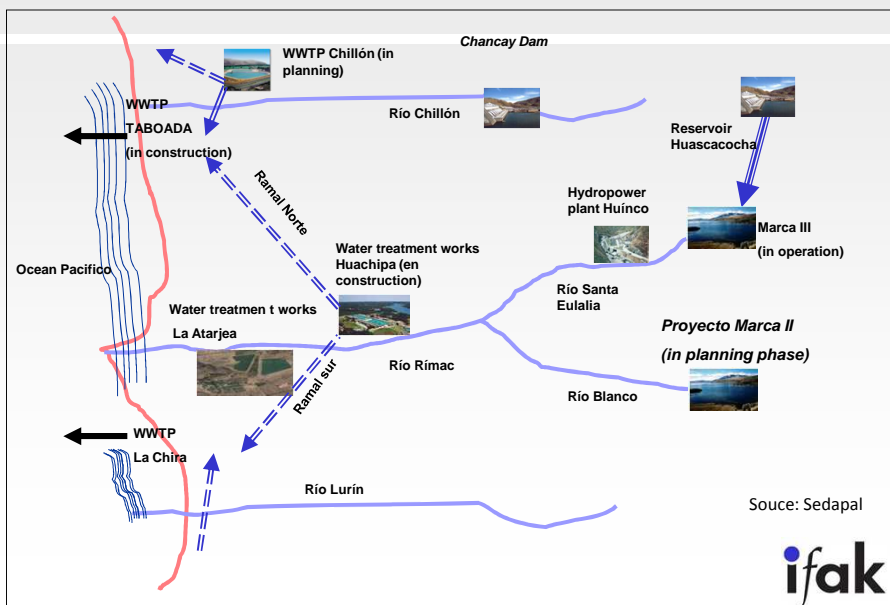 Chancay Dam
WWTP Chillón (in
planning)
WWTP
TABOADA
(in construction)
Río Chillón
Reservoir
Huascacocha
Ramal Norte
Hydropower
plant Huínco
Marca III
(in operation)
Ocean Pacifico
Water treatment works
Huachipa (en
construction)
Río Santa
Eulalia
Water treatmen t works
La Atarjea
Proyecto Marca II
(in planning phase)
Río Rímac
Ramal sur
Río Blanco
WWTP
La Chira
Río Lurín
Souce: Sedapal
ifak